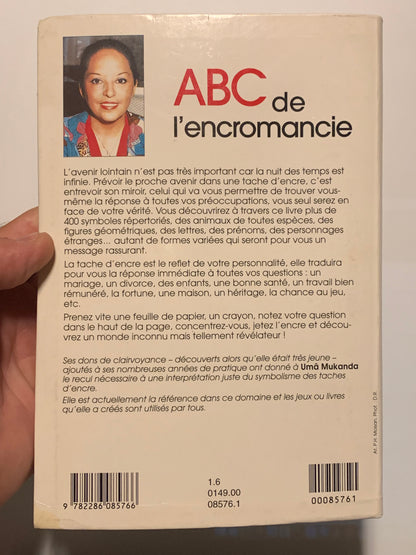 ABC de
l'encromancie
L'avenir lointain n'est pas très important car la nuit des temps est
infinie. Prévoir le proche avenir dans une tache d'encre, c'est
entrevoir son miroir, celui qui va vous permettre de trouver vous-
même la réponse à toutes vos préoccupations, vous seul serez en
face de votre vérité. Vous découvrirez à travers ce livre plus de
400 symboles répertoriés, des animaux de toutes espèces, des
figures géométriques, des lettres, des prénoms, des personnages
étranges... autant de formes variées qui seront pour vous un
message rassurant.
La tache d'encre est le reflet de votre personnalité, elle traduira
pour vous la réponse immédiate à toutes vos questions : un
mariage, un divorce, des enfants, une bonne santé, un travail bien
rémunéré, la fortune, une maison, un héritage, la chance au jeu,
etc.
Prenez vite une feuille de papier, un crayon, notez votre question
dans le haut de la page, concentrez-vous, jetez l'encre et décou-
vrez un monde inconnu mais tellement révélateur !
Ses dons de clairvoyance – découverts alors qu'elle était très jeune –
ajoutés à ses nombreuses années de pratique ont donné à Umâ Mukanda
le recul nécessaire à une interprétation juste du symbolisme des taches
d'encre.
Elle est actuellement la référence dans ce domaine et les jeux ou livres
qu'elle a créés sont utilisés par tous.
9 782286 085766
1.6
0149.00
08576.1
00085761